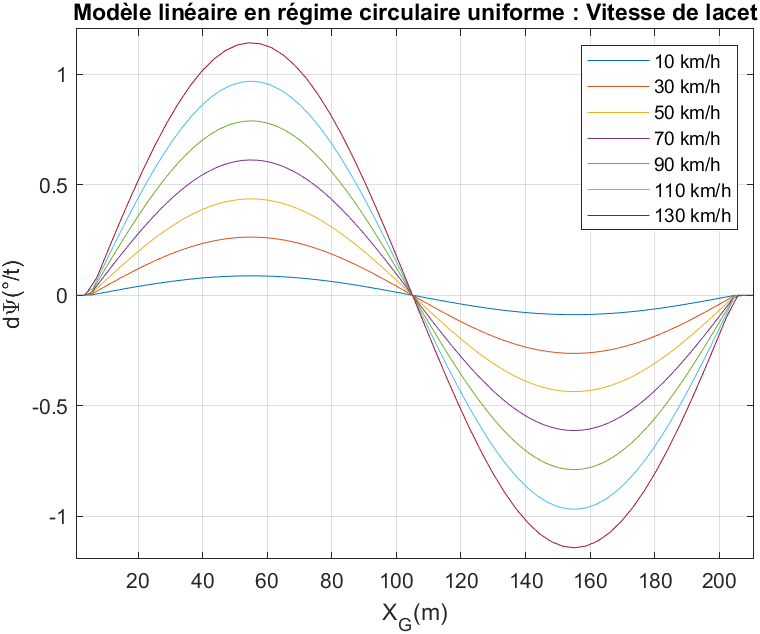 Modèle linéaire en régime circulaire uniforme : Vitesse de lacet
10 km/h
30 km/h
50 km/h
70 km/h
90 km/h
110 km/h
130 km/h
1
0.5
0
-0.5
-1
dΨ(°/t)
20 40 60 80 100 120 140 160 180 200
X_G(m)